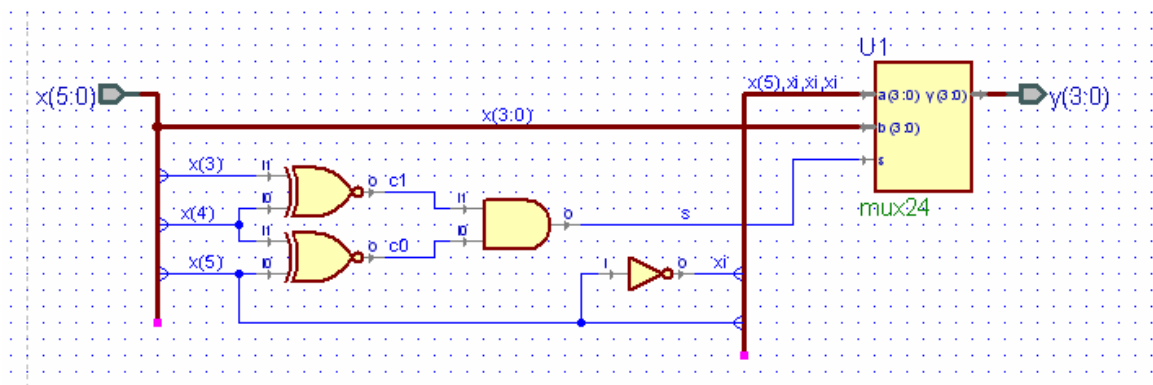 U1
x(5:0)
x(5),xi,xi,xi
a(3:0) Y(3:0)
y(3:0)
x(3:0)
b(3:0)
x(3)
I1
O
c1
s
x(4)
I0
I1
O
s
mux24
I1
O
c0
I0
x(5)
I0
I
O
xi